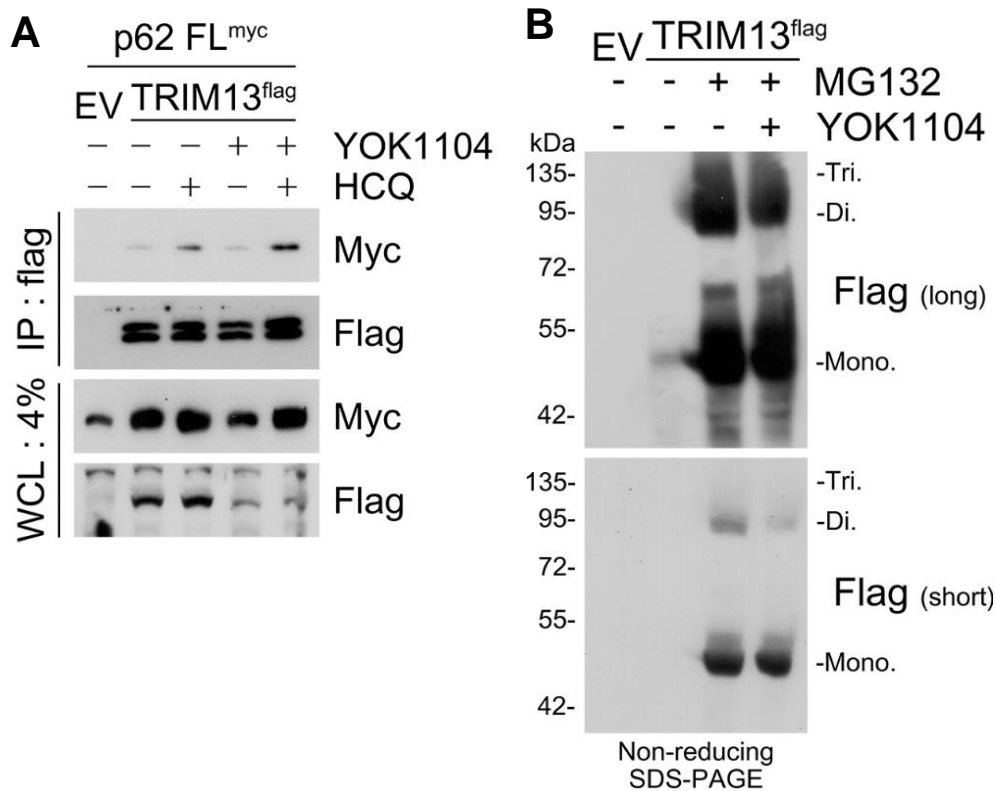 A
p62 FLmyc
EV TRIM13flag
− − − + + YOK1104
− − + − + HCQ
IP : flag
Myc
Flag
WCL : 4%
Myc
Flag
B
EV TRIM13flag
- - + + MG132
- - - + YOK1104
kDa
135- -Tri.
95- -Di.
72-
Flag (long)
55-
-Mono.
42-
135- -Tri.
95- -Di.
72-
Flag (short)
55-
-Mono.
42-
Non-reducing
SDS-PAGE